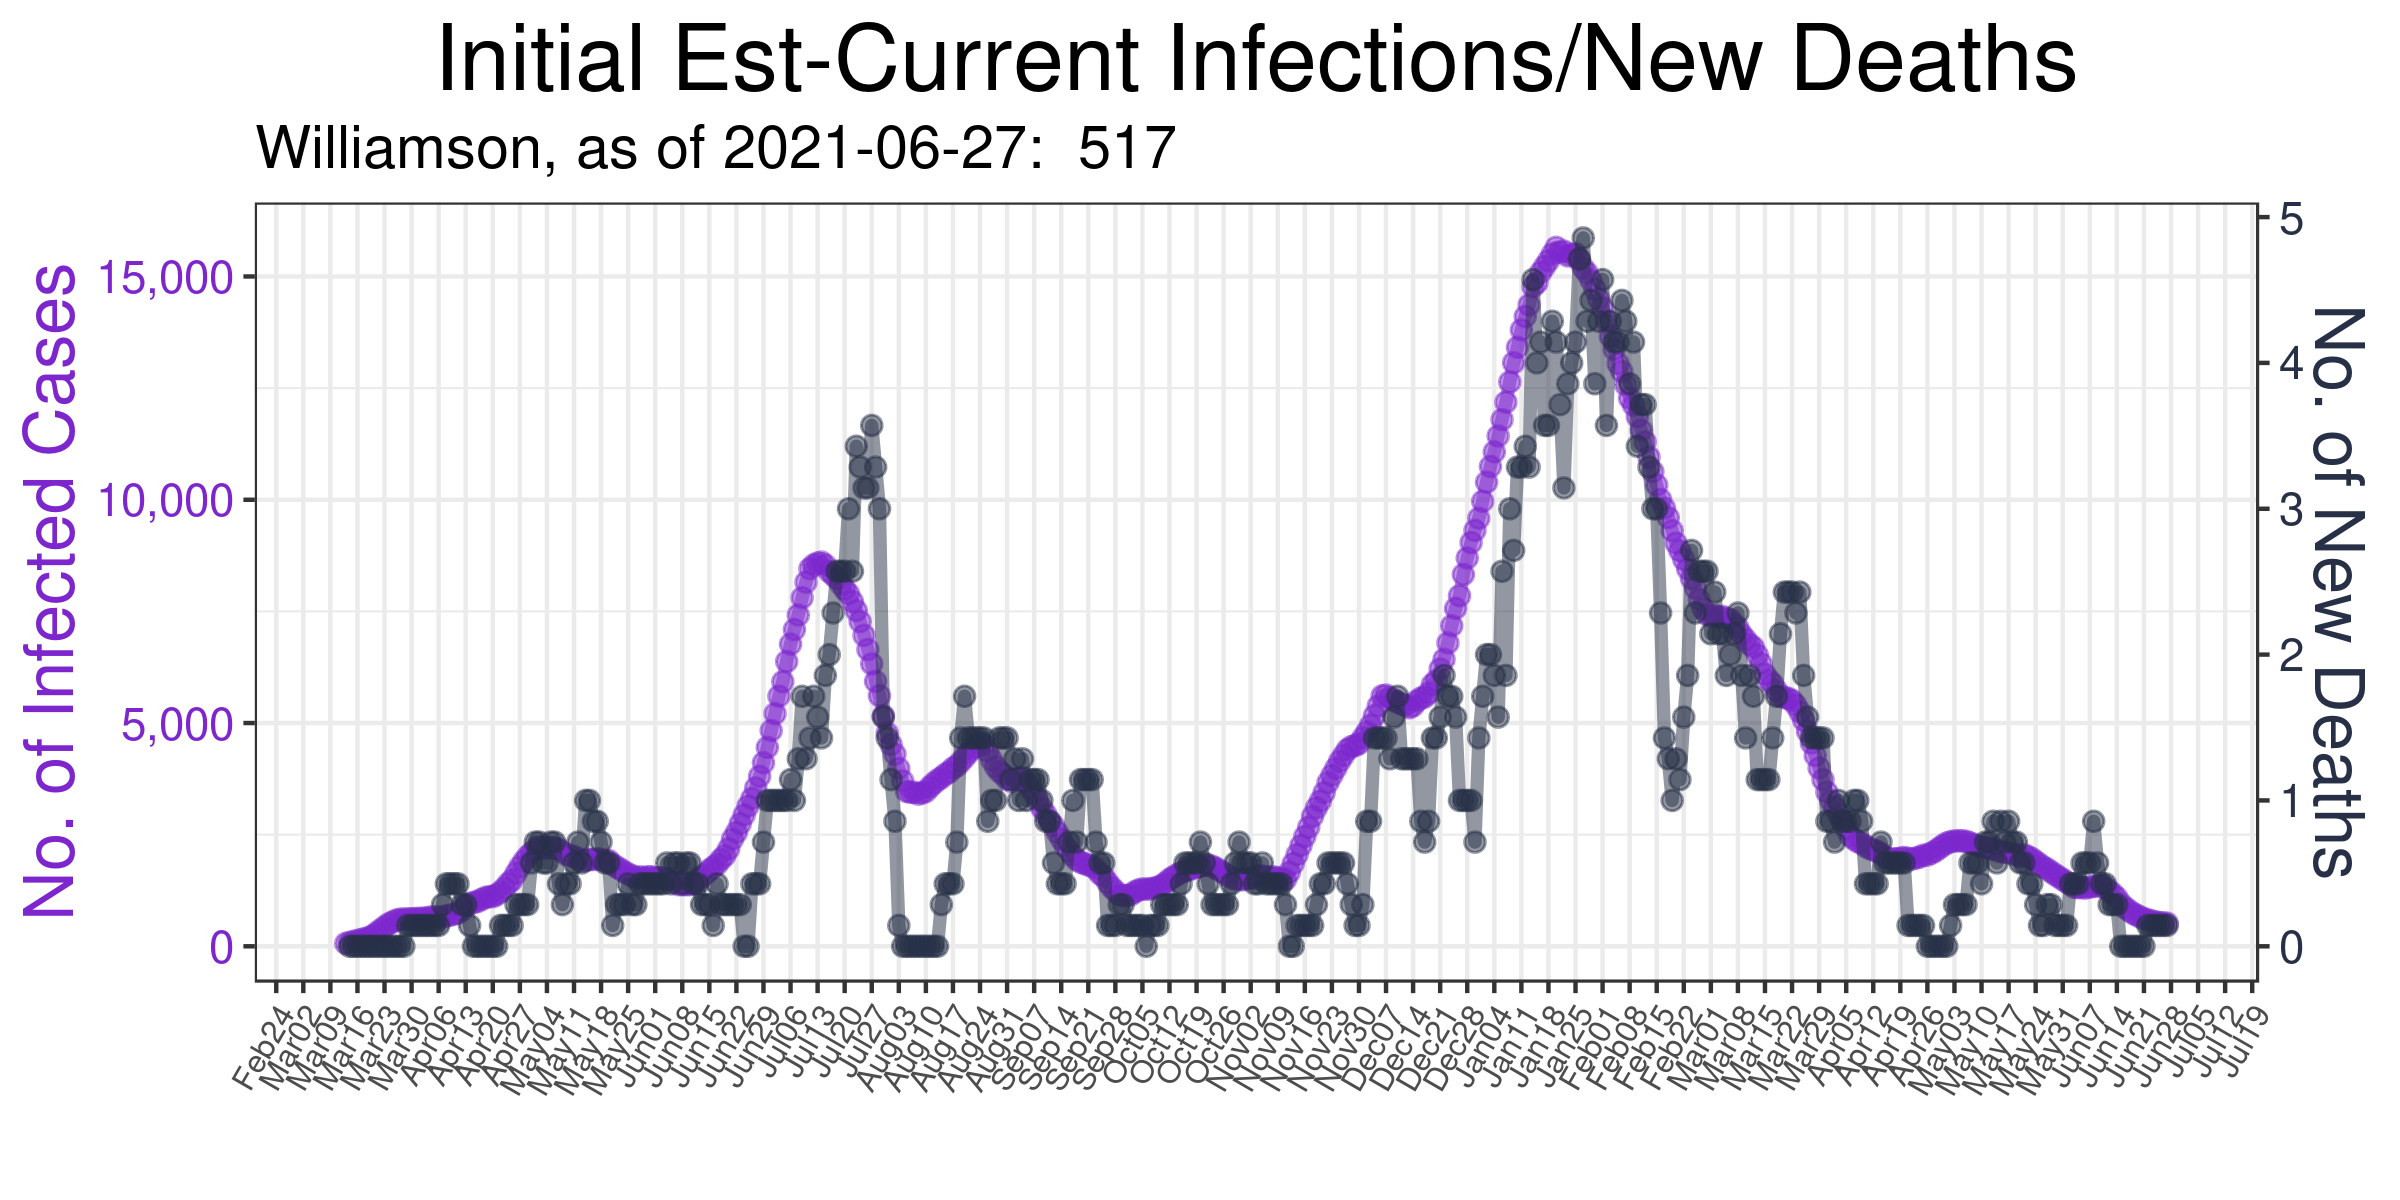 Initial Est-Current Infections/New Deaths
Williamson, as of 2021-06-27: 517
No. of Infected Cases
15,000
10,000
5,000
0
5
4
3
2
1
0
No. of New Deaths
Feb24
Mar02
Mar09
Mar16
Mar23
Mar30
Apr06
Apr13
Apr20
Apr27
May04
May11
May18
May25
Jun01
Jun08
Jun15
Jun22
Jun29
Jul06
Jul13
Jul20
Jul27
Aug03
Aug10
Aug17
Aug24
Aug31
Sep07
Sep14
Sep21
Sep28
Oct05
Oct12
Oct19
Oct26
Nov02
Nov09
Nov16
Nov23
Nov30
Dec07
Dec14
Dec21
Dec28
Jan04
Jan11
Jan18
Jan25
Feb01
Feb08
Feb15
Feb22
Mar01
Mar08
Mar15
Mar22
Mar29
Apr05
Apr12
Apr19
Apr26
May03
May10
May17
May24
May31
Jun07
Jun14
Jun21
Jun28
Jul05
Jul12
Jul19